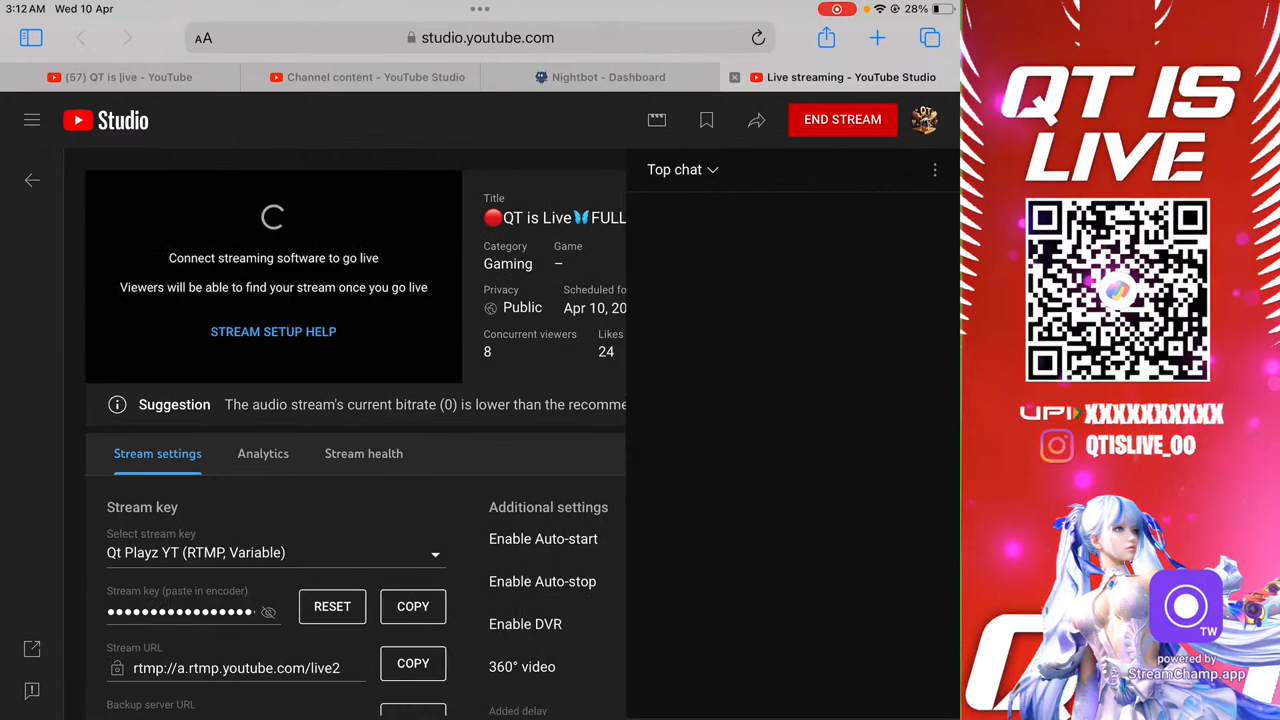 3:12 AM Wed 10 Apr
28%
AA
studio.youtube.com
(57) QT is live - YouTube
Channel content - YouTube Studio
Nightbot - Dashboard
Live streaming - YouTube Studio
Studio
END STREAM
Connect streaming software to go live
Viewers will be able to find your stream once you go live
STREAM SETUP HELP
Title
🔴QT is Live🦋FULL
Category
Game
Gaming
–
Privacy
Scheduled fo
Public
Apr 10, 20
Concurrent viewers
Likes
8
24
Top chat
Suggestion
The audio stream's current bitrate (0) is lower than the recomme
Stream settings
Analytics
Stream health
Stream key
Select stream key
Qt Playz YT (RTMP, Variable)
Stream key (paste in encoder)
••••••••••••••••••
RESET
COPY
Stream URL
rtmp://a.rtmp.youtube.com/live2
COPY
Backup server URL
Additional settings
Enable Auto-start
Enable Auto-stop
Enable DVR
360° video
Added delay
QT IS
LIVE
UPI XXXXXXXXXX
QTISLIVE_00
TW
powered by
StreamChamp.app